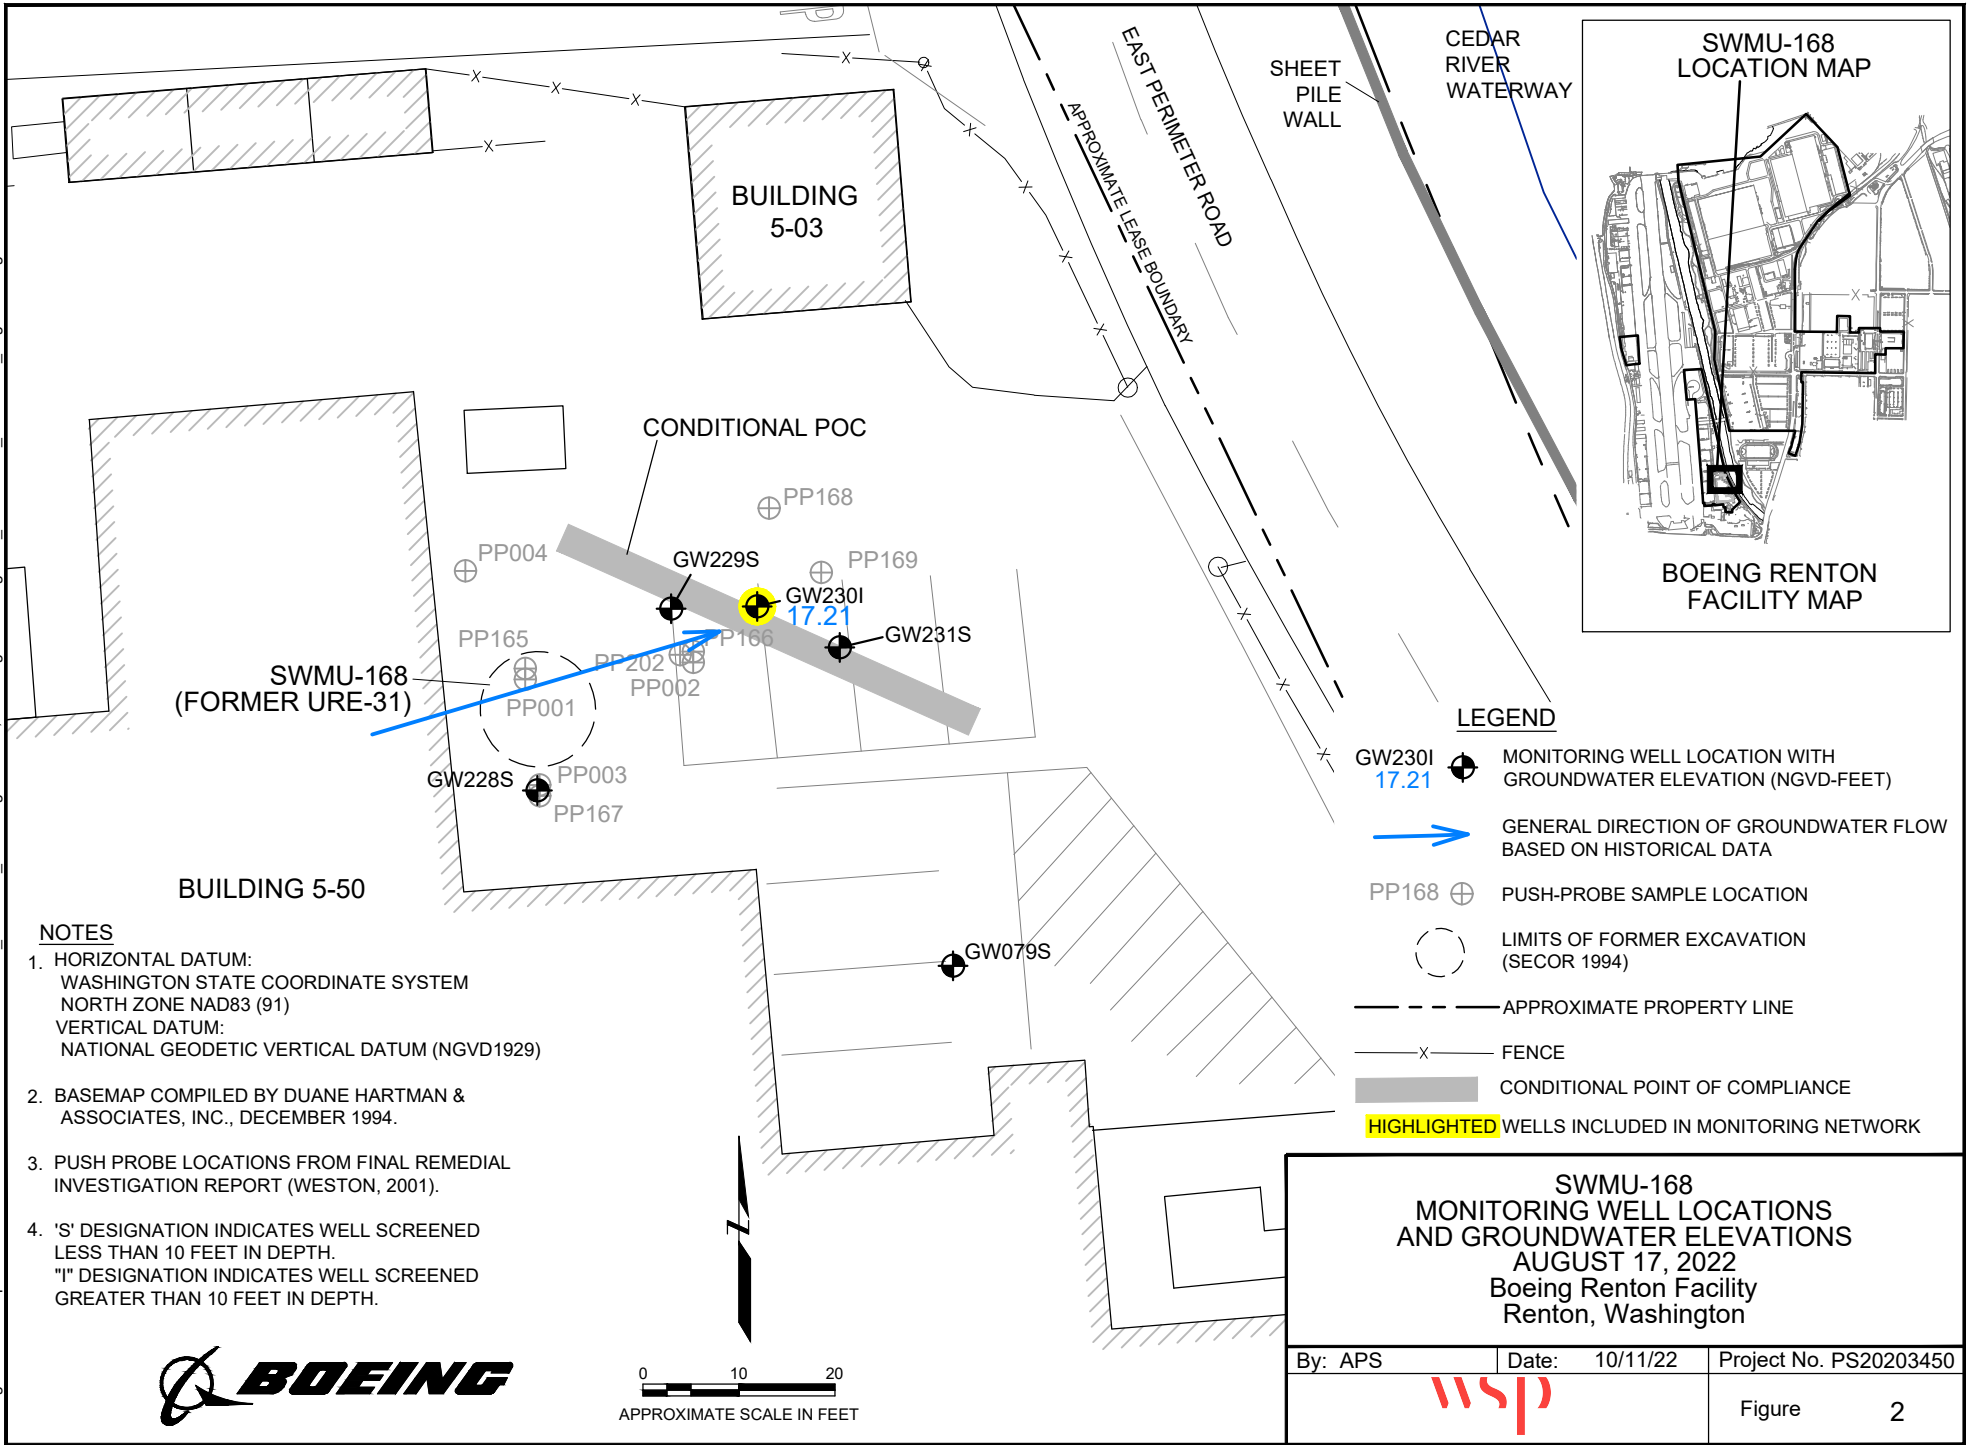 BUILDING
5-03
EAST PERIMETER ROAD
APPROXIMATE LEASE BOUNDARY
SHEET
PILE
WALL
CEDAR
RIVER
WATERWAY
SWMU-168
LOCATION MAP
BOEING RENTON
FACILITY MAP
CONDITIONAL POC
PP168
PP004
GW229S
PP169
GW230I
17.21
GW231S
PP165
PP166
PP202
PP002
SWMU-168
(FORMER URE-31)
PP001
GW228S
PP003
PP167
BUILDING 5-50
GW079S
NOTES
1. HORIZONTAL DATUM:
WASHINGTON STATE COORDINATE SYSTEM
NORTH ZONE NAD83 (91)
VERTICAL DATUM:
NATIONAL GEODETIC VERTICAL DATUM (NGVD1929)
2. BASEMAP COMPILED BY DUANE HARTMAN &
ASSOCIATES, INC., DECEMBER 1994.
3. PUSH PROBE LOCATIONS FROM FINAL REMEDIAL
INVESTIGATION REPORT (WESTON, 2001).
4. 'S' DESIGNATION INDICATES WELL SCREENED
LESS THAN 10 FEET IN DEPTH.
"I" DESIGNATION INDICATES WELL SCREENED
GREATER THAN 10 FEET IN DEPTH.
BOEING
N
0 10 20
APPROXIMATE SCALE IN FEET
LEGEND
GW230I
17.21
MONITORING WELL LOCATION WITH
GROUNDWATER ELEVATION (NGVD-FEET)
GENERAL DIRECTION OF GROUNDWATER FLOW
BASED ON HISTORICAL DATA
PP168 PUSH-PROBE SAMPLE LOCATION
LIMITS OF FORMER EXCAVATION
(SECOR 1994)
APPROXIMATE PROPERTY LINE
X FENCE
CONDITIONAL POINT OF COMPLIANCE
HIGHLIGHTED WELLS INCLUDED IN MONITORING NETWORK
SWMU-168
MONITORING WELL LOCATIONS
AND GROUNDWATER ELEVATIONS
AUGUST 17, 2022
Boeing Renton Facility
Renton, Washington
By: APS Date: 10/11/22 Project No. PS20203450
wsp
Figure 2